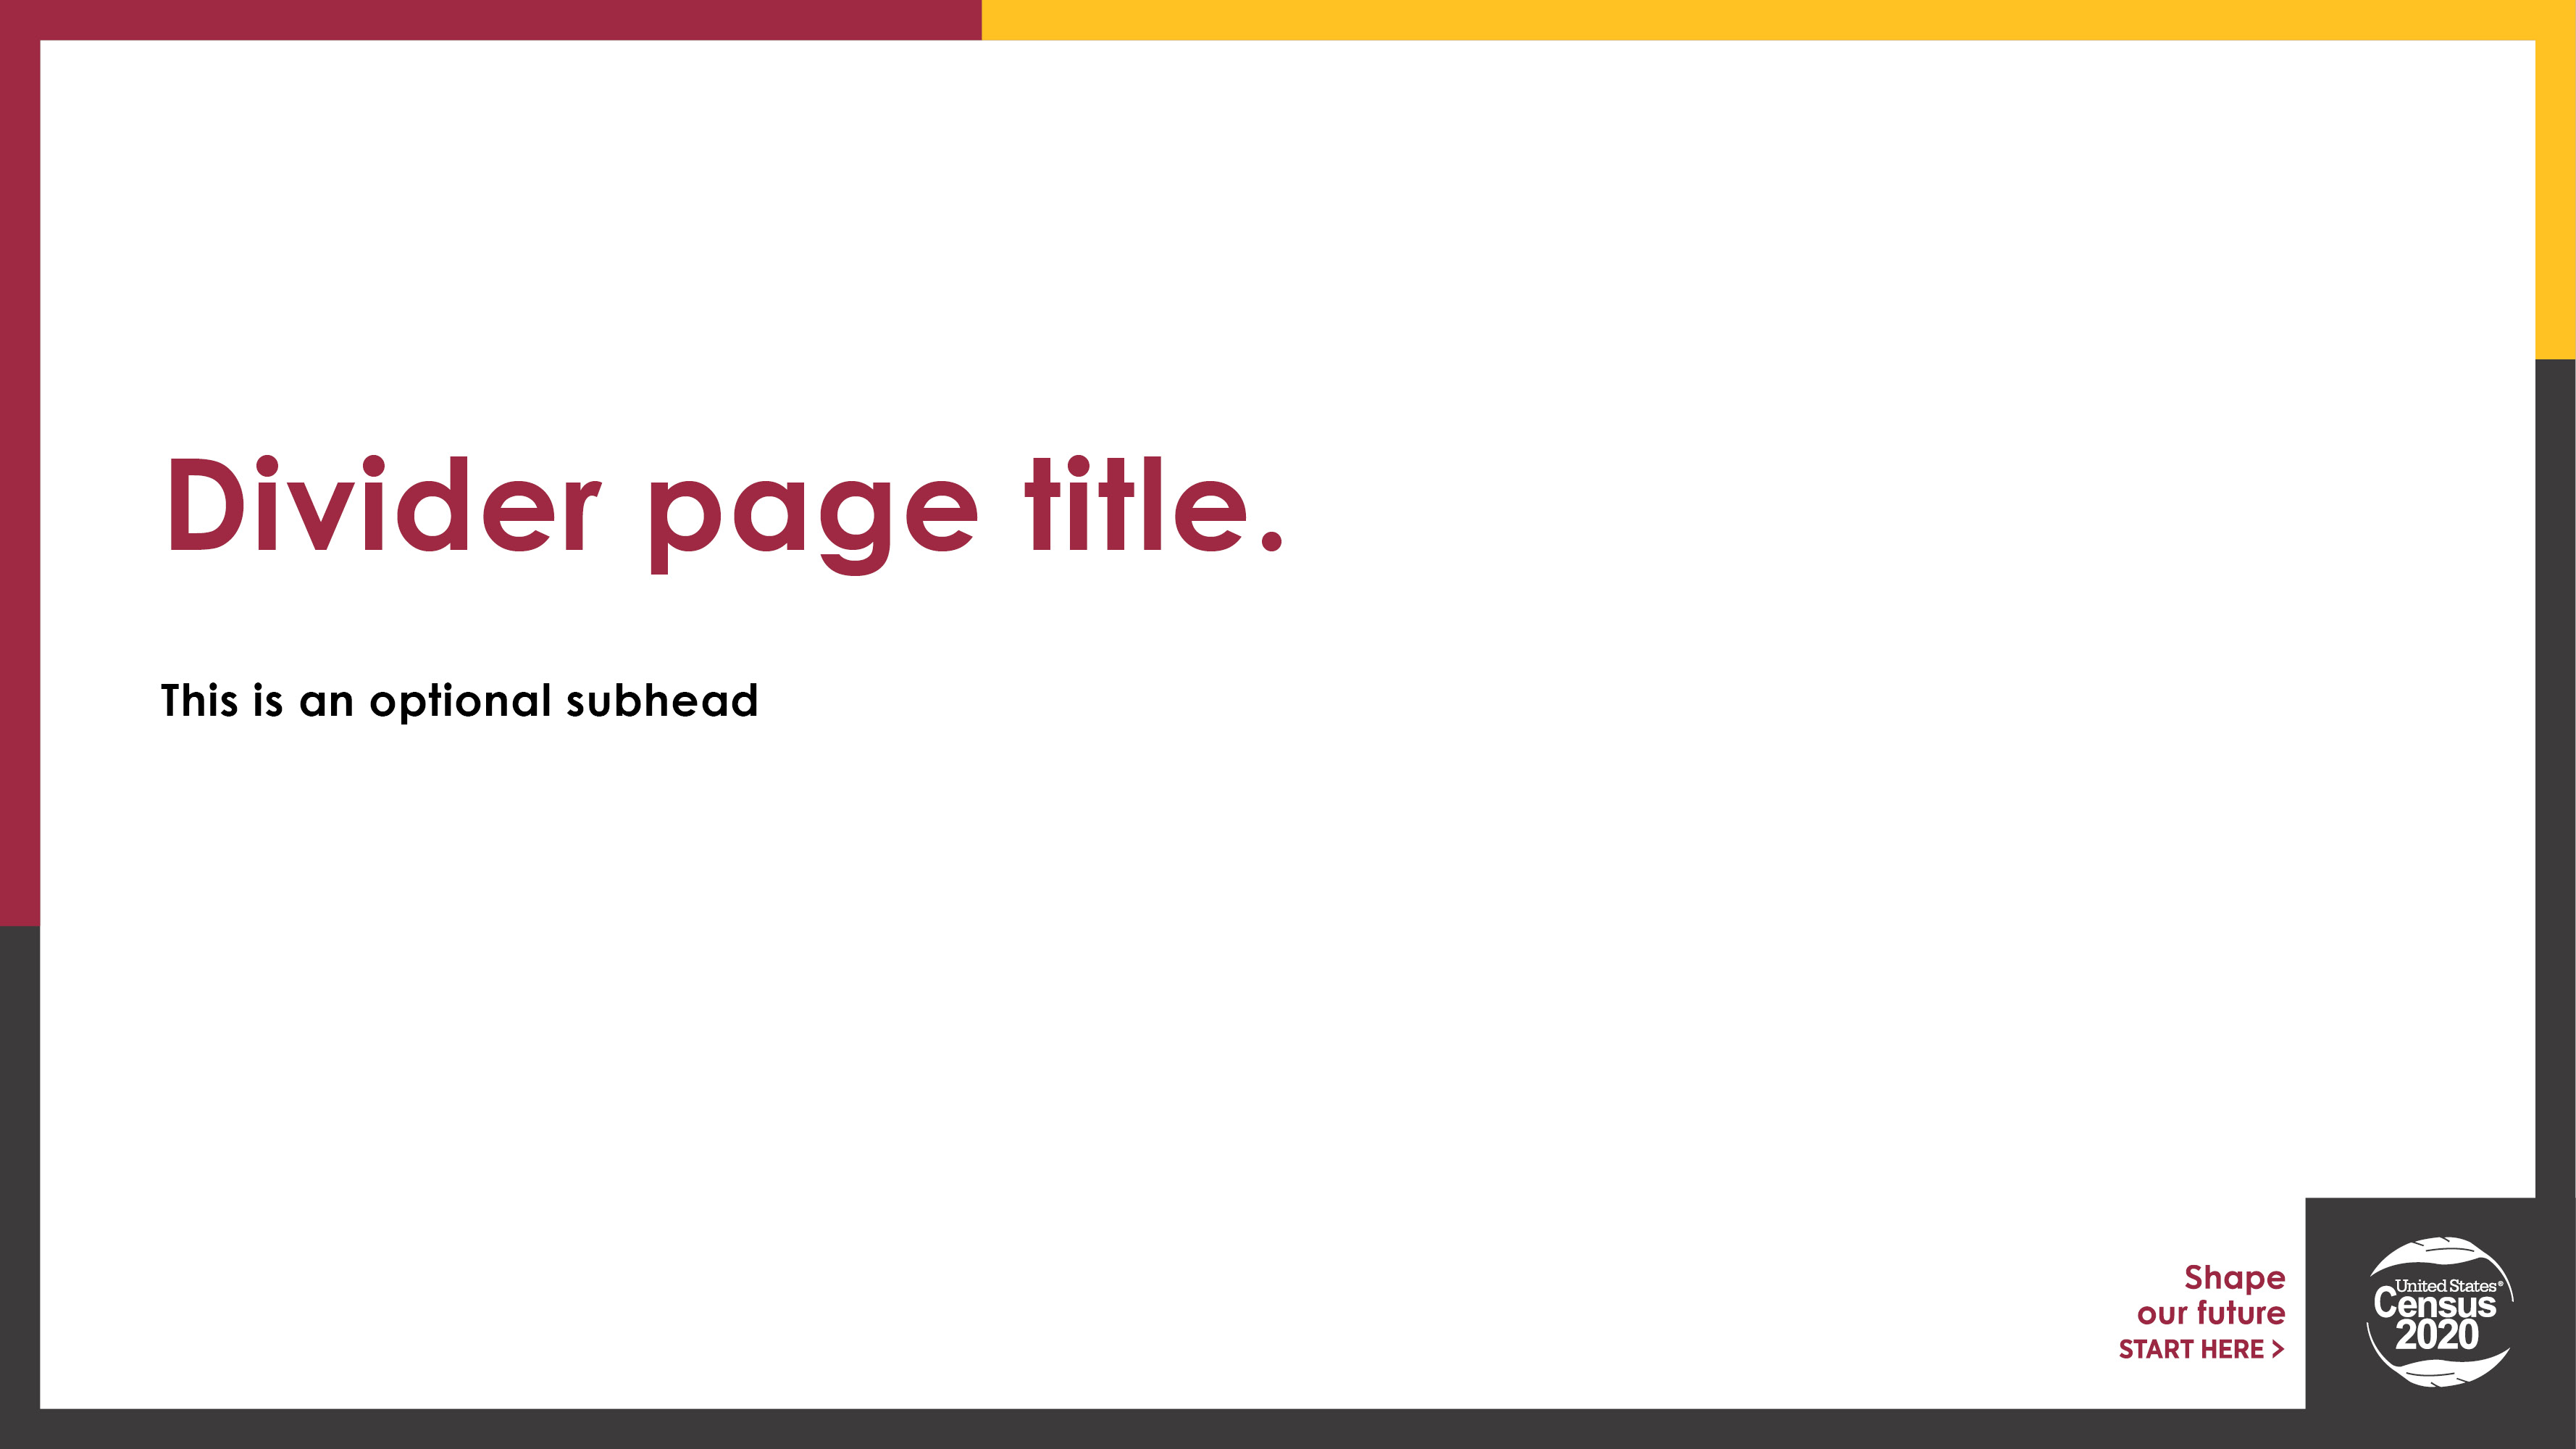 Divider page title.
This is an optional subhead
Shape
our future
START HERE >
United States®
Census
2020